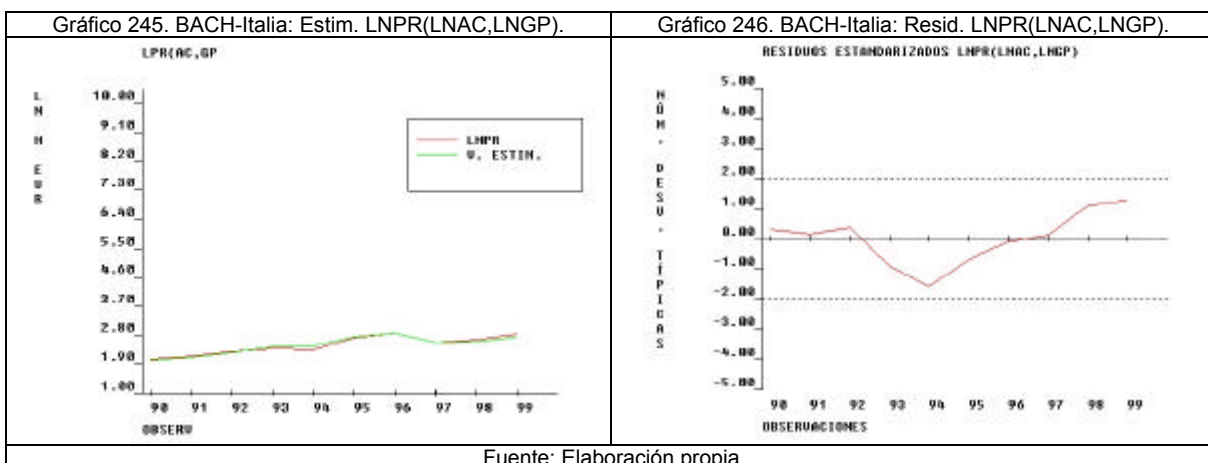 Gráfico 245. BACH-Italia: Estim. LNPR(LNAC,LNGP).
LPR(AC,GP
LN M EUR
10.00
9.10
8.20
7.30
6.40
5.50
4.60
3.70
2.80
1.90
1.00
LNPR
V. ESTIM.
90 91 92 93 94 95 96 97 98 99
OBSERV
Gráfico 246. BACH-Italia: Resid. LNPR(LNAC,LNGP).
RESIDUOS ESTANDARIZADOS LNPR(LNAC,LNGP)
NÚM. DESV. TÍPICAS
5.00
4.00
3.00
2.00
1.00
0.00
-1.00
-2.00
-3.00
-4.00
-5.00
90 91 92 93 94 95 96 97 98 99
OBSERVACIONES
Fuente: Elaboración propia